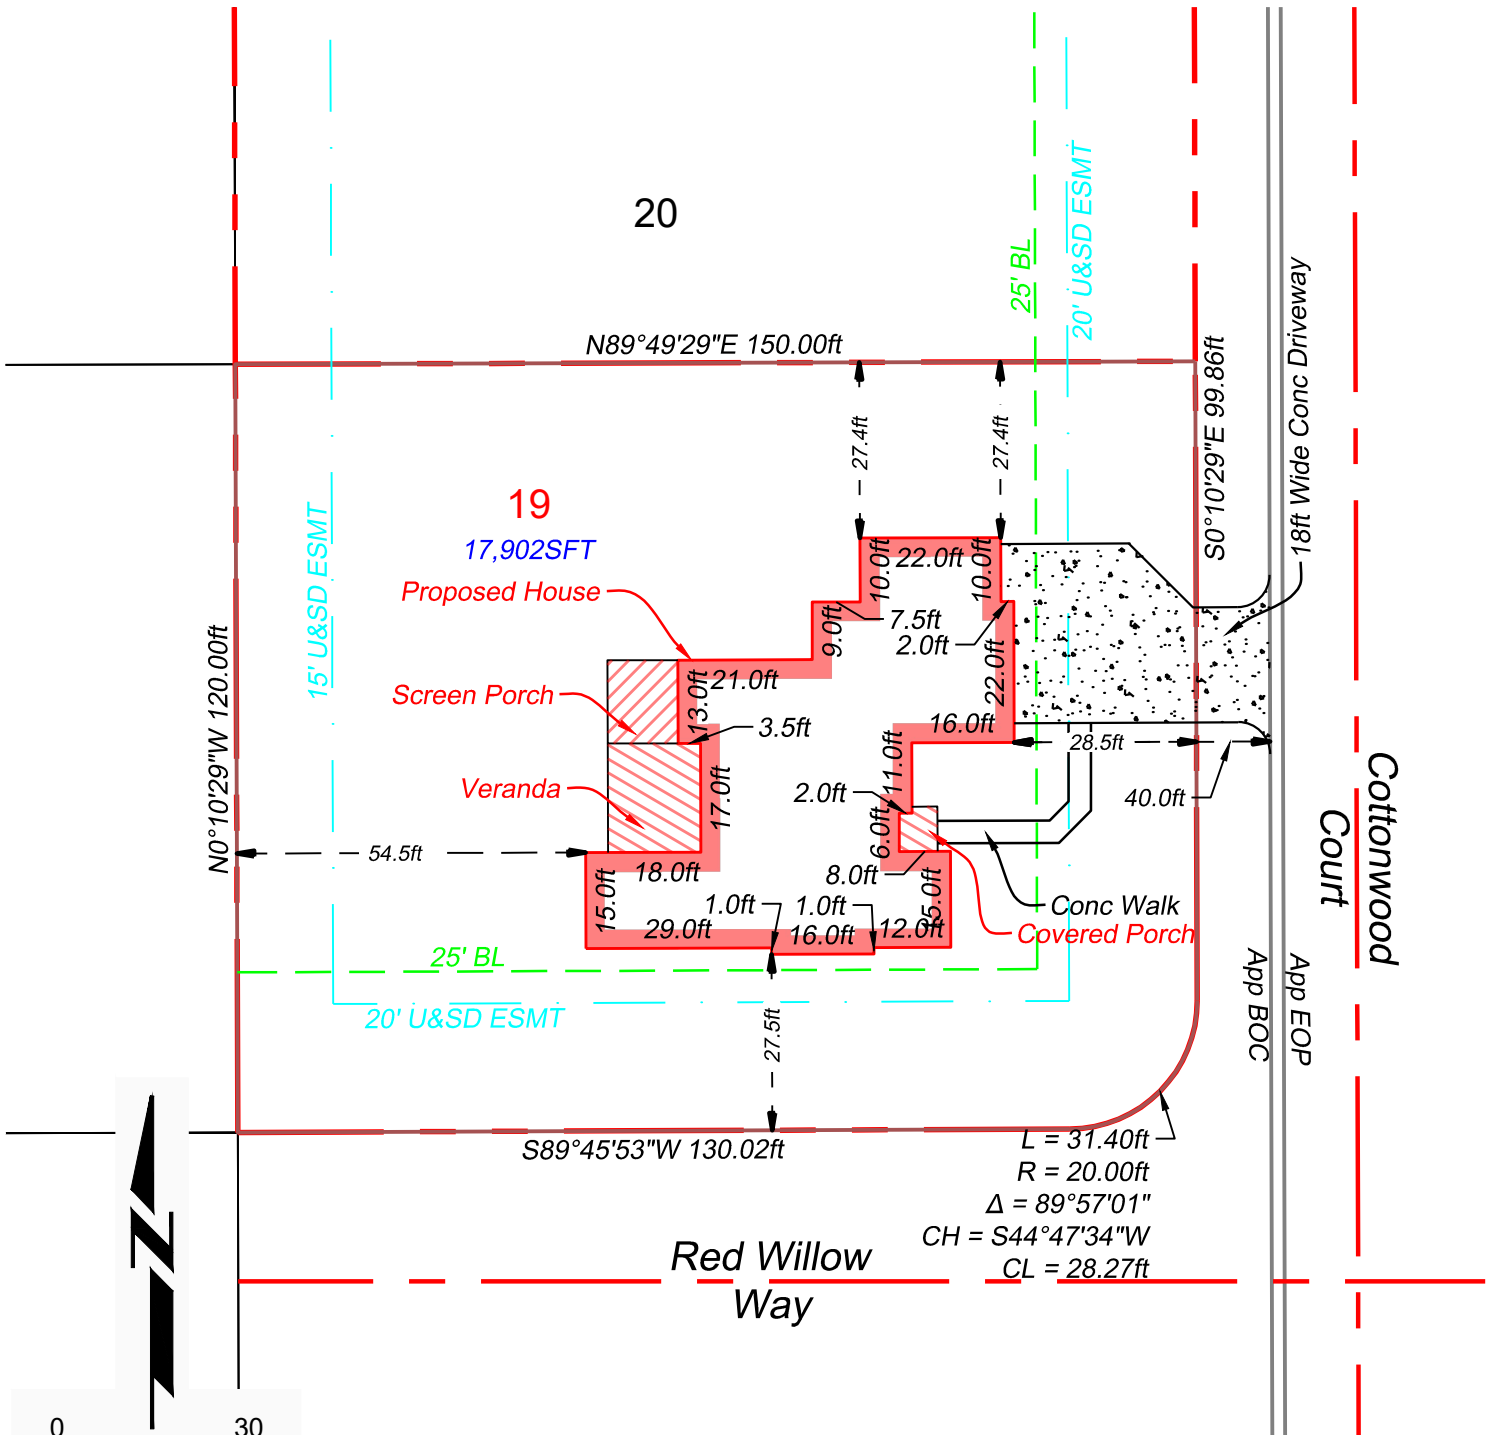 20
25' BL
20' U&SD ESMT
N89°49'29"E 150.00ft
S0°10'29"E 99.86ft
18ft Wide Conc Driveway
27.4ft
27.4ft
19
17,902SFT
15' U&SD ESMT
Proposed House
10.0ft
22.0ft
10.0ft
7.5ft
9.0ft
2.0ft
N0°10'29"W 120.00ft
Screen Porch
21.0ft
13.0ft
22.0ft
3.5ft
16.0ft
28.5ft
Veranda
17.0ft
11.0ft
2.0ft
40.0ft
6.0ft
54.5ft
18.0ft
8.0ft
15.0ft
15.0ft
1.0ft
1.0ft
Conc Walk
29.0ft
16.0ft
12.0ft
Covered Porch
Cottonwood
Court
25' BL
20' U&SD ESMT
27.5ft
App BOC
App EOP
S89°45'53"W 130.02ft
L = 31.40ft
R = 20.00ft
Δ = 89°57'01"
CH = S44°47'34"W
CL = 28.27ft
Red Willow
Way
N
0 30